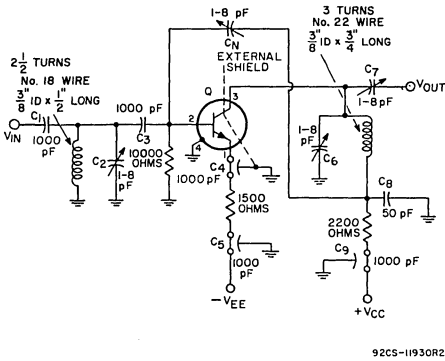 1-8 pF
C_N
EXTERNAL
SHIELD
3 TURNS
No. 22 WIRE
3/8" ID x 3/4" LONG
2 1/2 TURNS
No. 18 WIRE
3/8" ID x 1/2" LONG
C7
VOUT
1-8 pF
Q
3
2
4
1
C1
VIN
1000
pF
1000 pF
C3
C2
1-8
pF
10000
OHMS
1-8
pF
C6
C4
1000 pF
1500
OHMS
C5
1000
pF
-VEE
C8
50 pF
2200
OHMS
C9
1000 pF
+VCC
92CS-11930R2